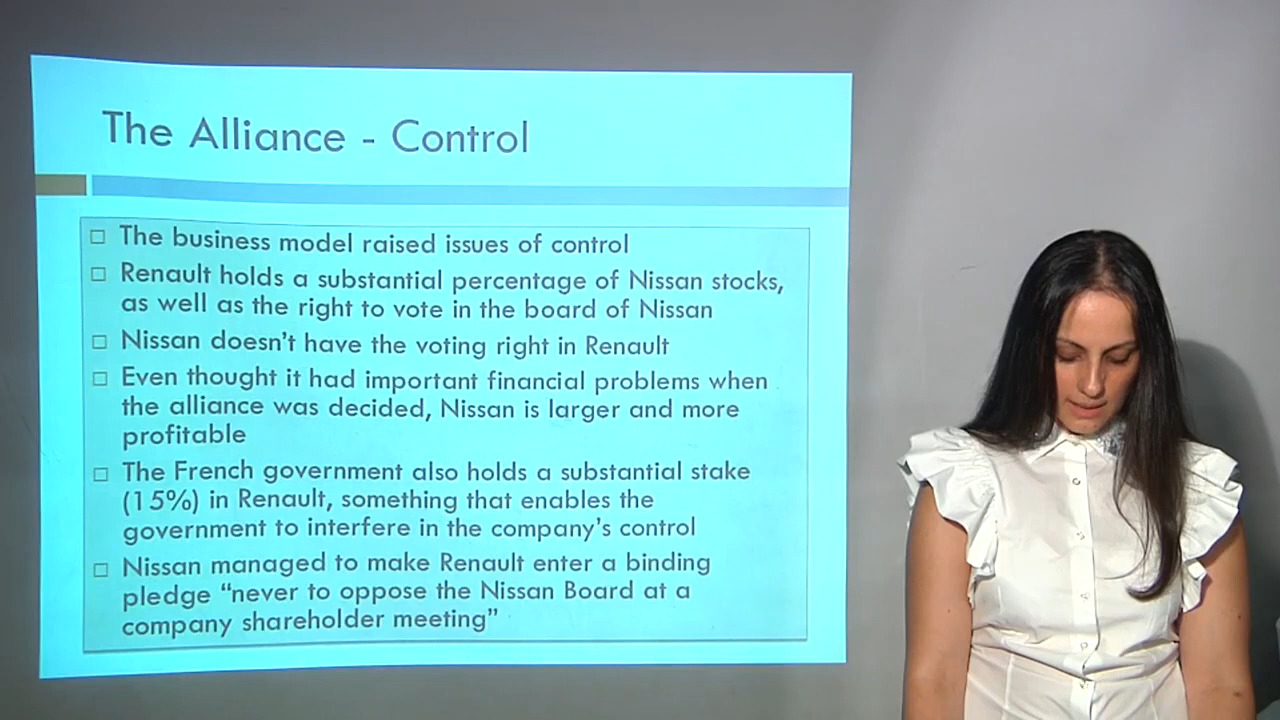 The Alliance - Control
The business model raised issues of control
Renault holds a substantial percentage of Nissan stocks,
as well as the right to vote in the board of Nissan
Nissan doesn't have the voting right in Renault
Even thought it had important financial problems when
the alliance was decided, Nissan is larger and more
profitable
The French government also holds a substantial stake
(15%) in Renault, something that enables the
government to interfere in the company's control
Nissan managed to make Renault enter a binding
pledge “never to oppose the Nissan Board at a
company shareholder meeting”